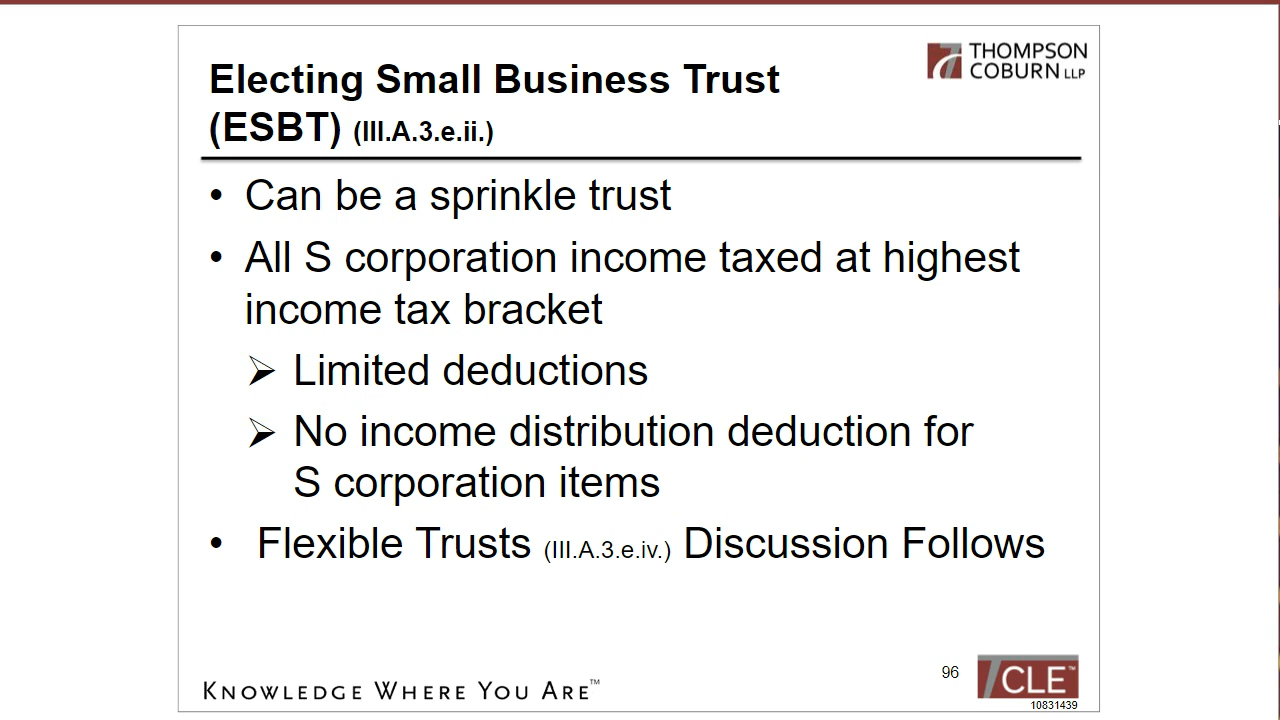 THOMPSON
COBURN LLP
Electing Small Business Trust
(ESBT) (III.A.3.e.ii.)
• Can be a sprinkle trust
• All S corporation income taxed at highest
income tax bracket
➢ Limited deductions
➢ No income distribution deduction for
S corporation items
• Flexible Trusts (III.A.3.e.iv.) Discussion Follows
KNOWLEDGE WHERE YOU ARE™
96
TCLE™
10831439